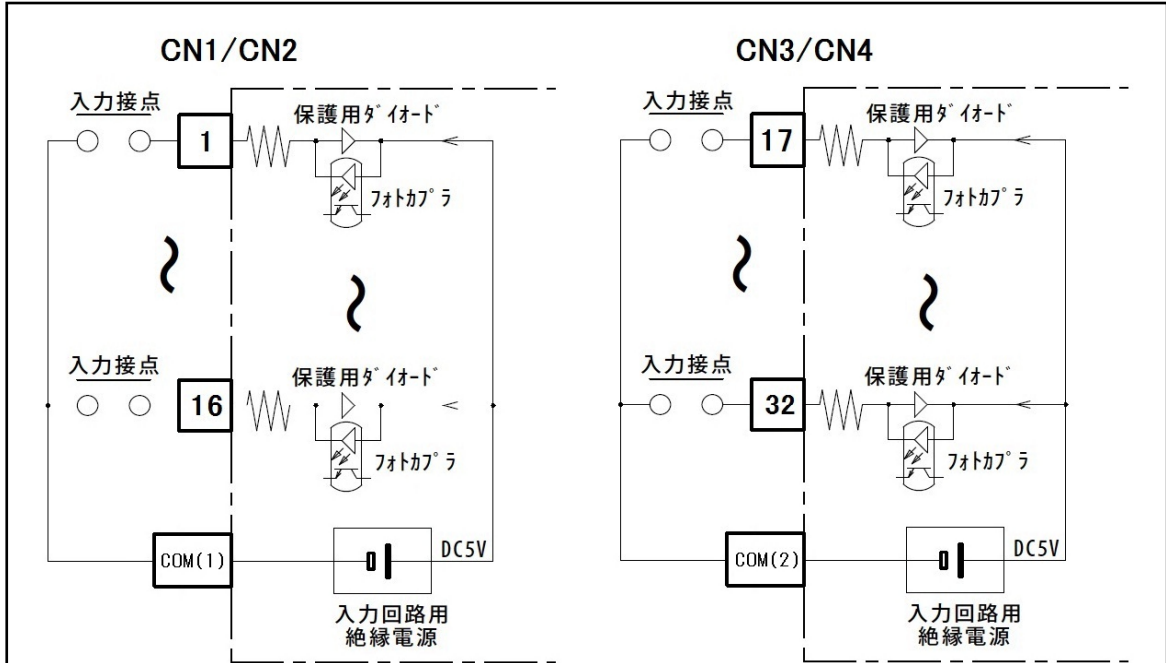 CN1/CN2
入力接点
1
保護用ダイオード
フォトカプラ
入力接点
16
保護用ダイオード
フォトカプラ
COM(1)
DC5V
入力回路用
絶縁電源
CN3/CN4
入力接点
17
保護用ダイオード
フォトカプラ
入力接点
32
保護用ダイオード
フォトカプラ
COM(2)
DC5V
入力回路用
絶縁電源